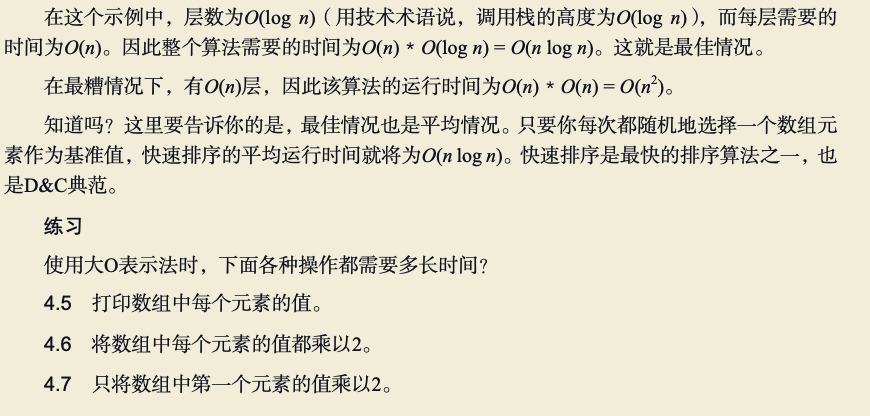 在这个示例中，层数为O(log n)（用技术术语说，调用栈的高度为O(log n)），而每层需要的
时间为O(n)。因此整个算法需要的时间为O(n) * O(log n) = O(n log n)。这就是最佳情况。
在最糟情况下，有O(n)层，因此该算法的运行时间为O(n) * O(n) = O(n²)。
知道吗？这里要告诉你的是，最佳情况也是平均情况。只要你每次都随机地选择一个数组元
素作为基准值，快速排序的平均运行时间就将为O(n log n)。快速排序是最快的排序算法之一，也
是D&C典范。
练习
使用大O表示法时，下面各种操作都需要多长时间？
4.5 打印数组中每个元素的值。
4.6 将数组中每个元素的值都乘以2。
4.7 只将数组中第一个元素的值乘以2。